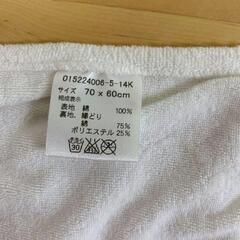 015224006-5-14K
サイズ 70 x 60cm
組成表示
表地 綿 100%
裏地、縁どり
綿 75%
ポリエステル 25%
30